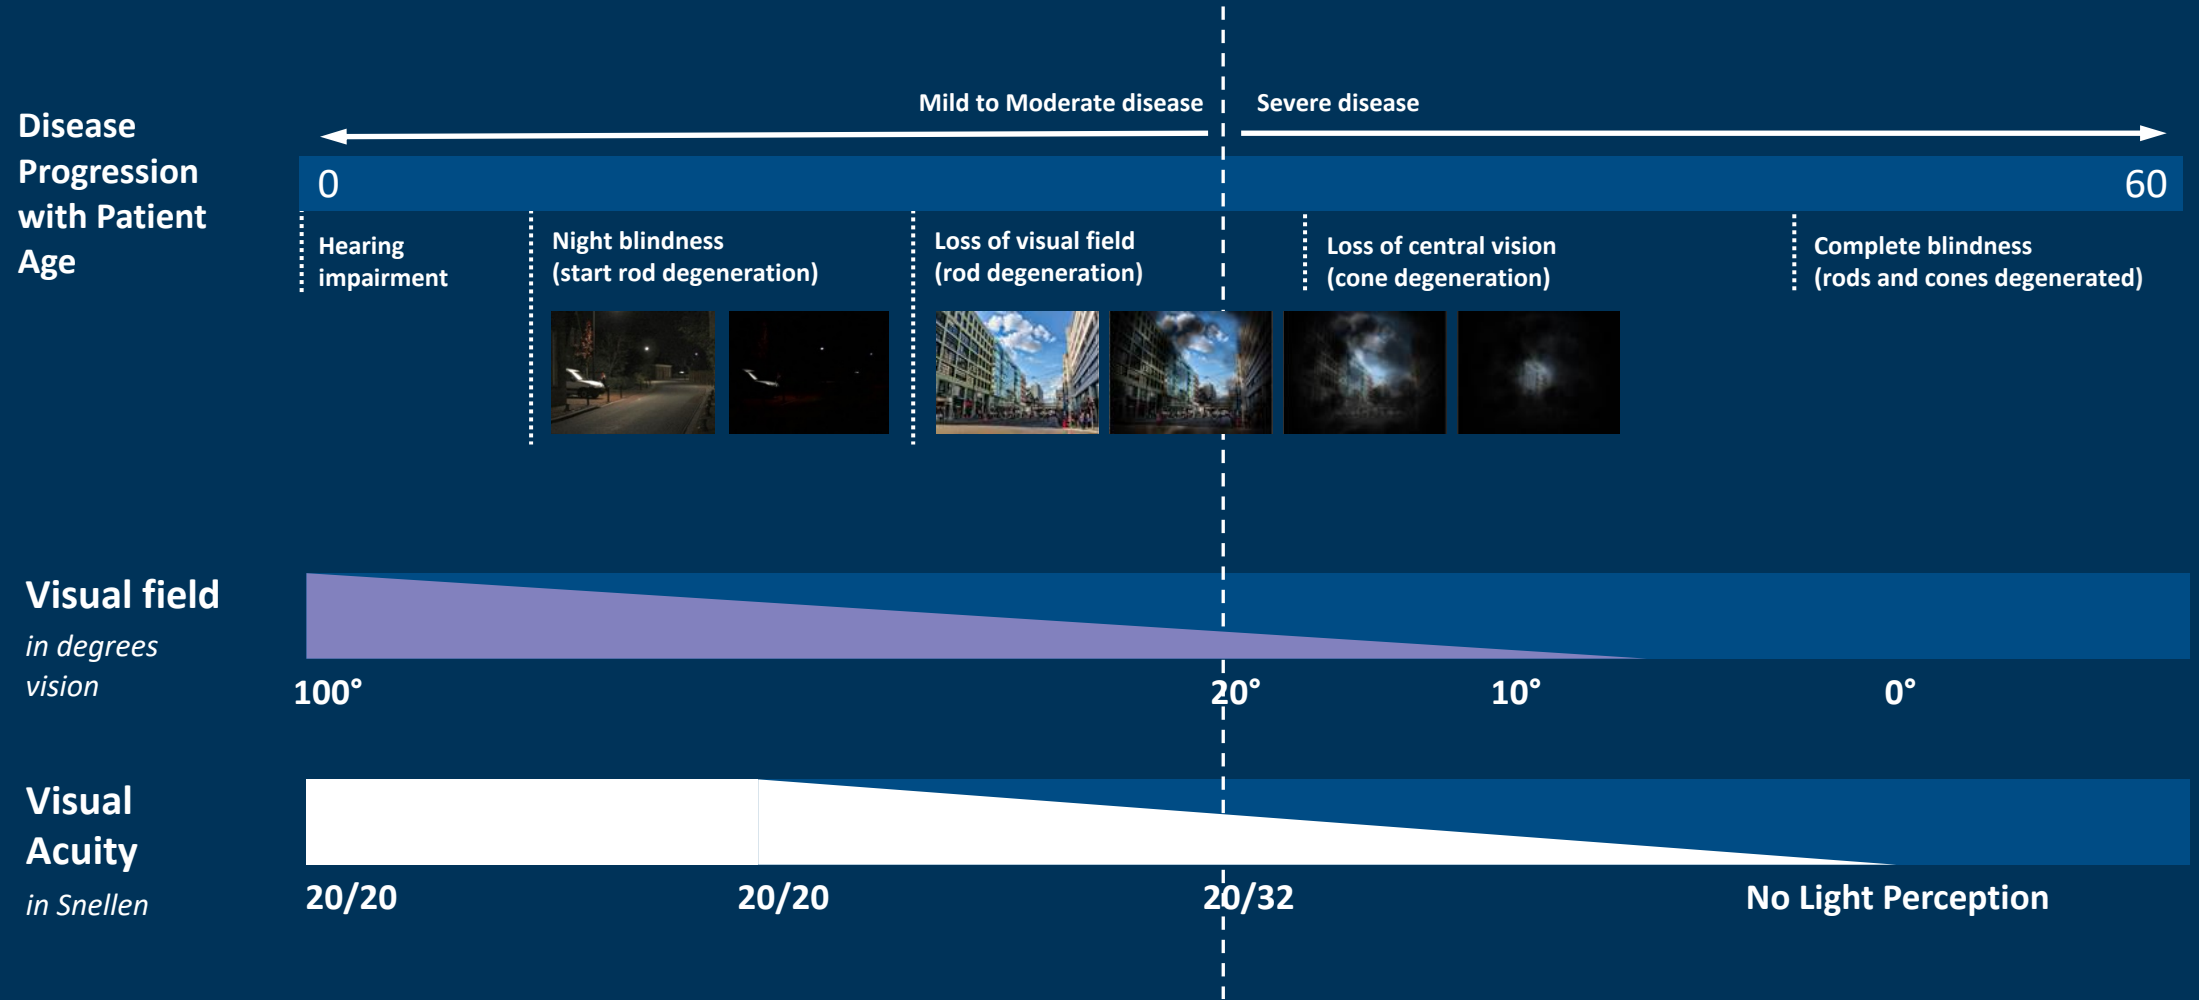 Mild to Moderate disease
Severe disease
Disease
Progression
with Patient
Age
0
60
Hearing
impairment
Night blindness
(start rod degeneration)
Loss of visual field
(rod degeneration)
Loss of central vision
(cone degeneration)
Complete blindness
(rods and cones degenerated)
Visual field
in degrees
vision
100°
20°
10°
0°
Visual
Acuity
in Snellen
20/20
20/20
20/32
No Light Perception